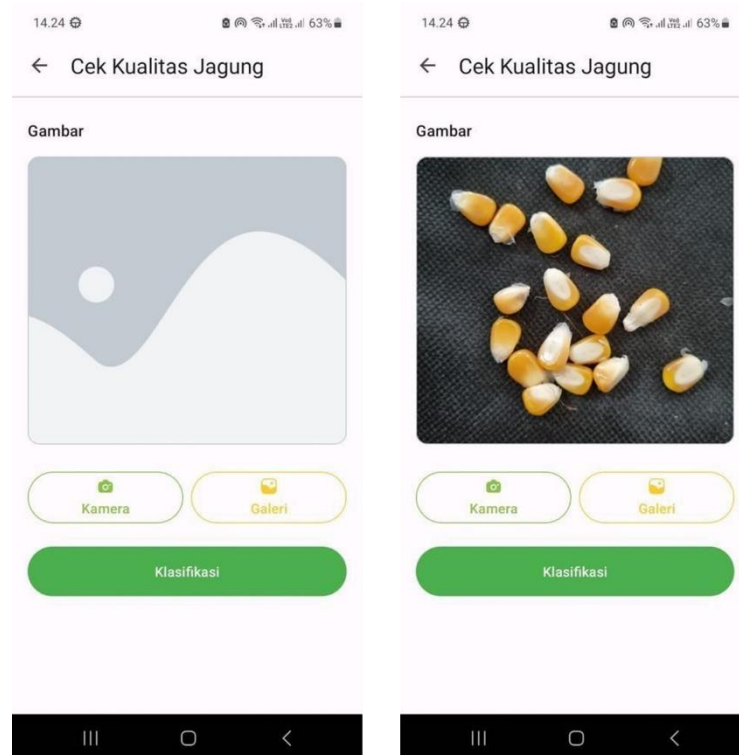 14.24
63%
Cek Kualitas Jagung
Gambar
Kamera
Galeri
Klasifikasi
14.24
63%
Cek Kualitas Jagung
Gambar
Kamera
Galeri
Klasifikasi